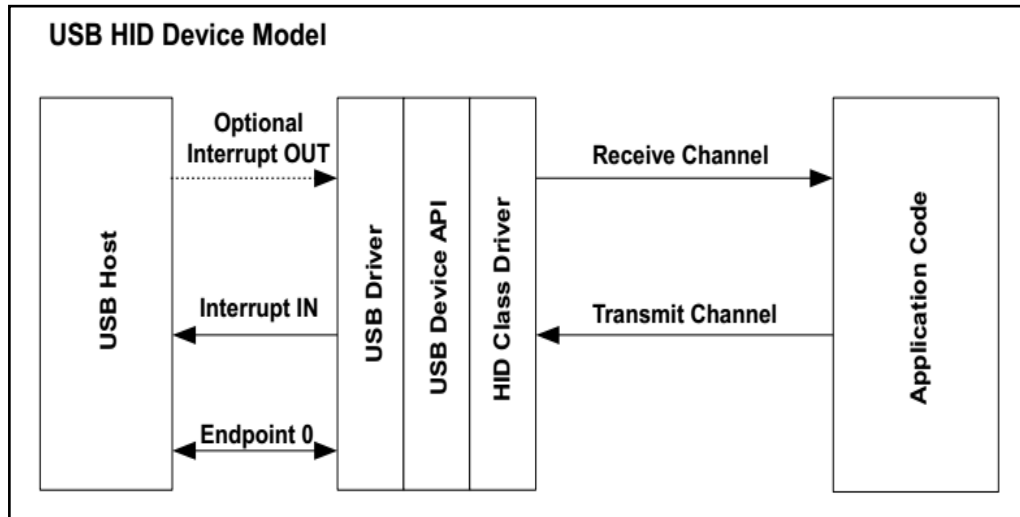 USB HID Device Model
Optional
Interrupt OUT
Receive Channel
USB Host
USB Driver
USB Device API
HID Class Driver
Application Code
Interrupt IN
Transmit Channel
Endpoint 0